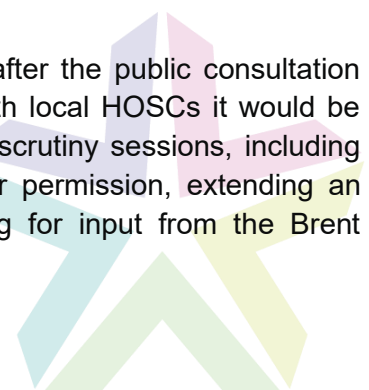 after the public consultation
local HOSCs it would be
scrutiny sessions, including
permission, extending an
for input from the Brent